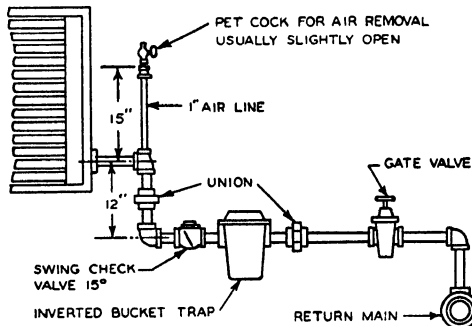 PET COCK FOR AIR REMOVAL
USUALLY SLIGHTLY OPEN
15"
1" AIR LINE
GATE VALVE
UNION
12"
SWING CHECK
VALVE 15°
INVERTED BUCKET TRAP
RETURN MAIN